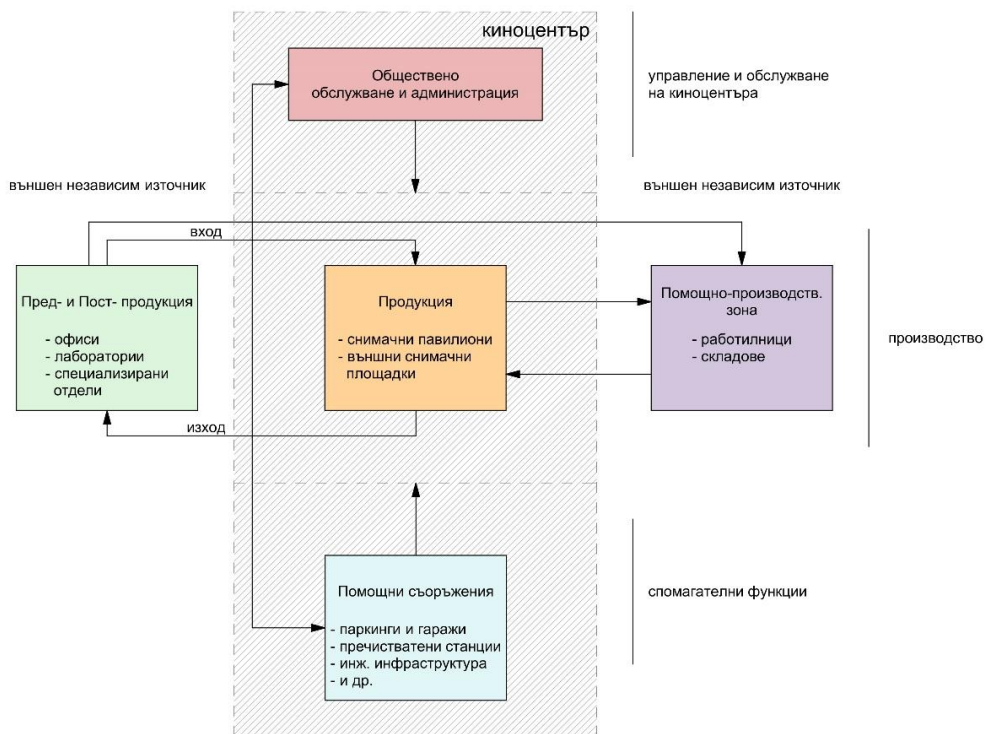 киноцентър
Обществено
обслужване и администрация
управление и обслужване
на киноцентъра
външен независим източник
външен независим източник
вход
Пред- и Пост- продукция
- офиси
- лаборатории
- специализирани
отдели
Продукция
- снимачни павилиони
- външни снимачни
площадки
Помощно-производств.
зона
- работилници
- складове
производство
изход
Помощни съоръжения
- паркинги и гаражи
- пречистватени станции
- инж. инфраструктура
- и др.
спомагателни функции